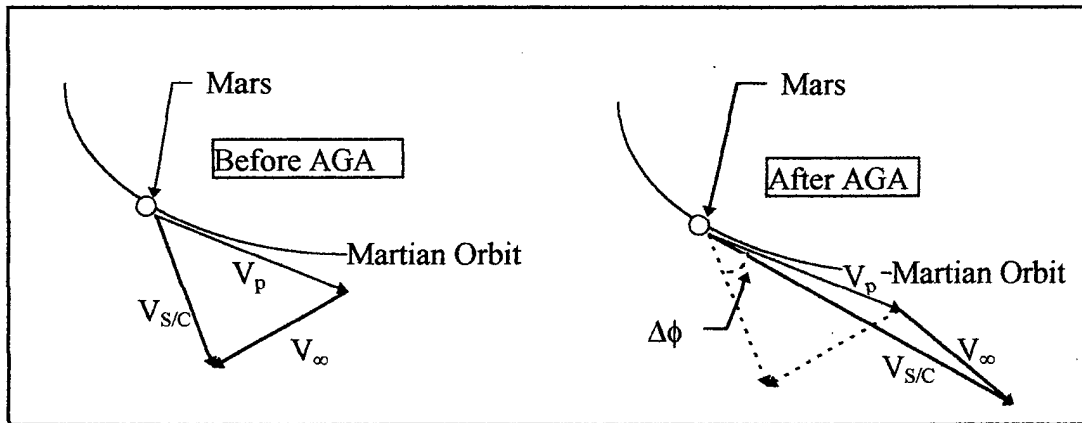 Mars
Before AGA
Martian Orbit
V_p
V_S/C
V_∞
Mars
After AGA
V_p -Martian Orbit
Δϕ
V_∞
V_S/C